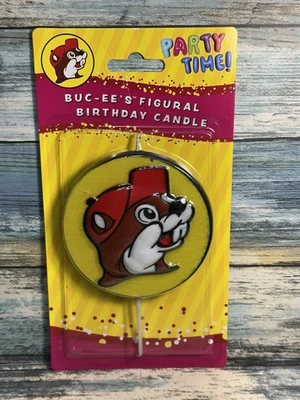 PARTY
TIME!
BUC-EE'S FIGURAL
BIRTHDAY CANDLE